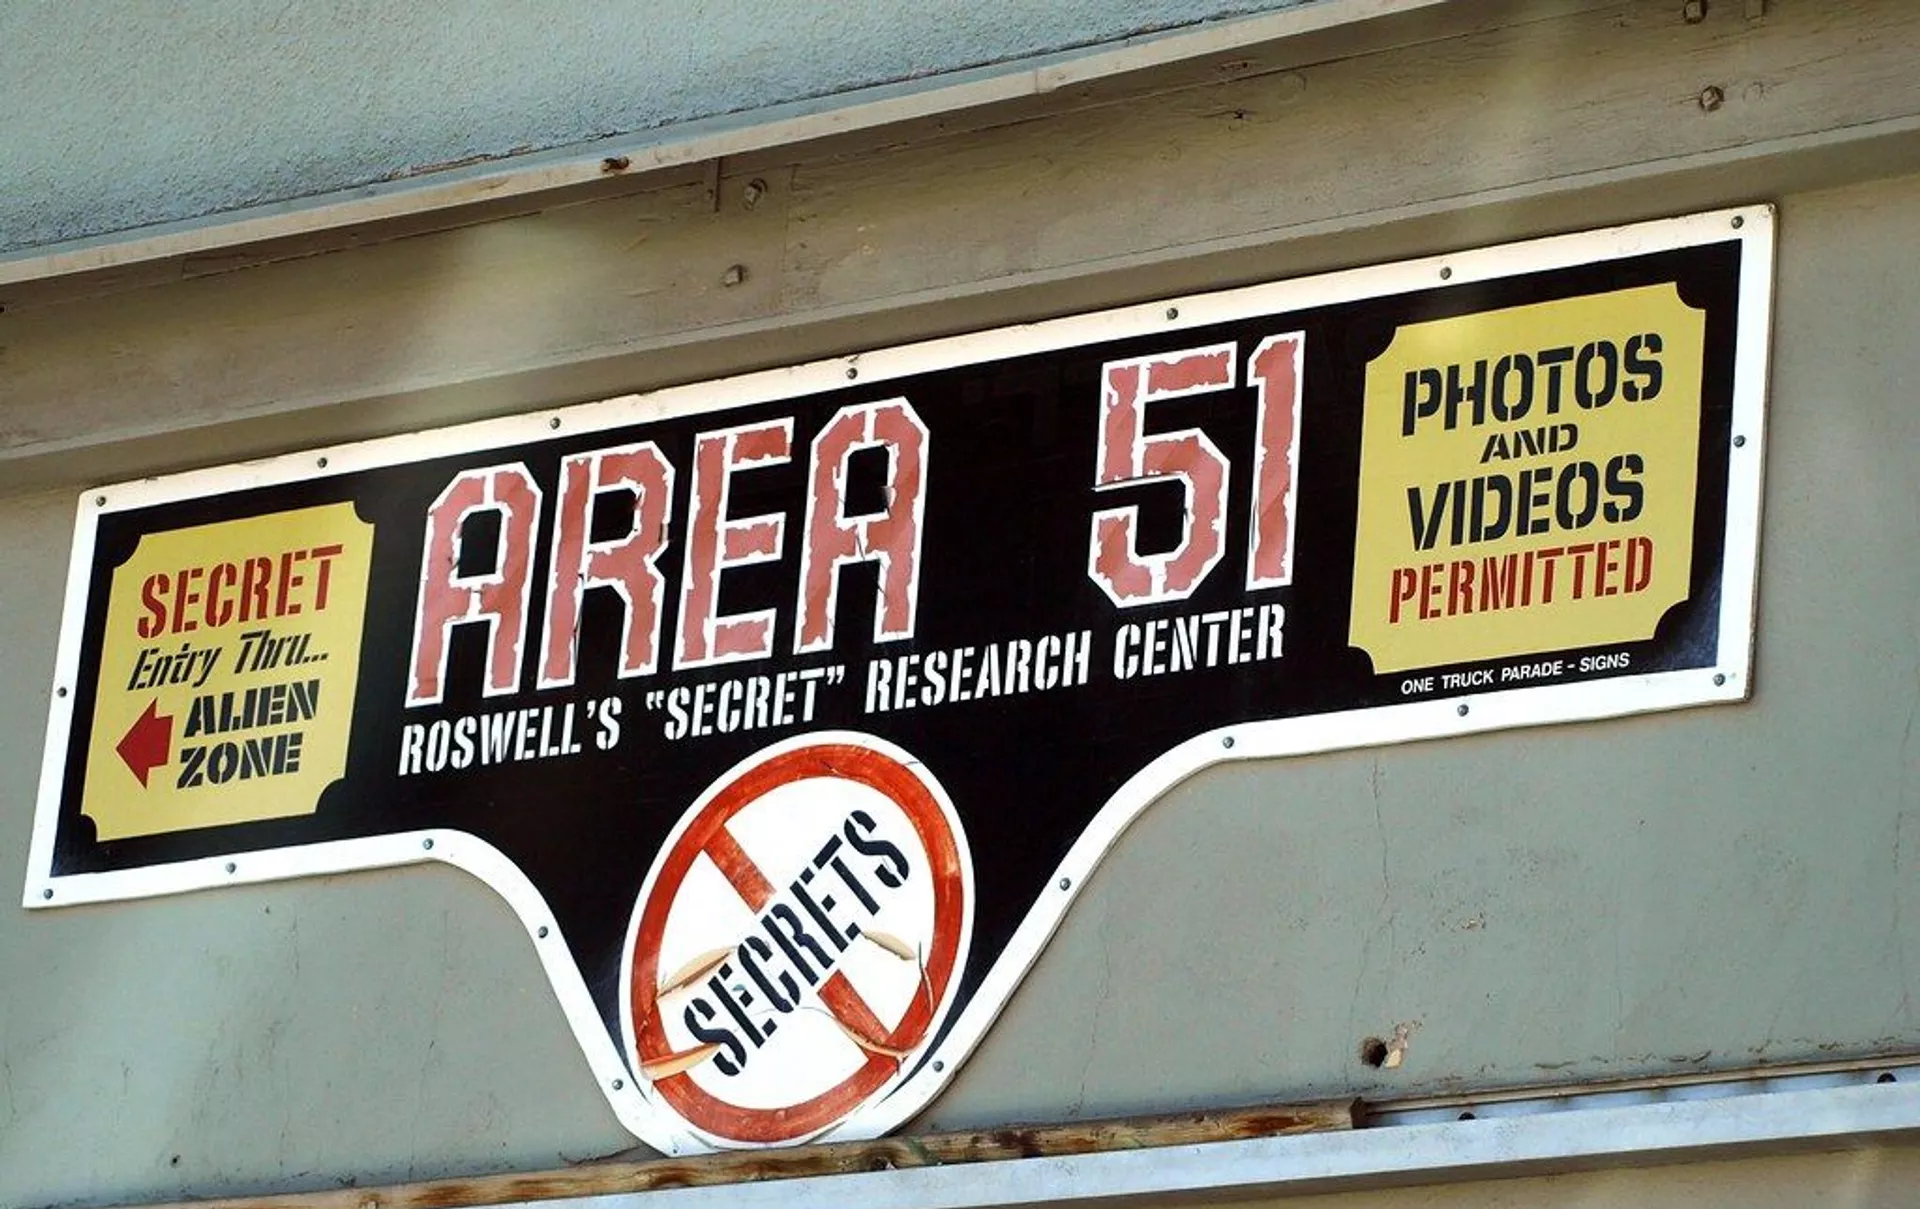 SECRET
Entry Thru...
ALIEN
ZONE
AREA 51
ROSWELL'S "SECRET" RESEARCH CENTER
SECRETS
PHOTOS
AND
VIDEOS
PERMITTED
ONE TRUCK PARADE - SIGNS